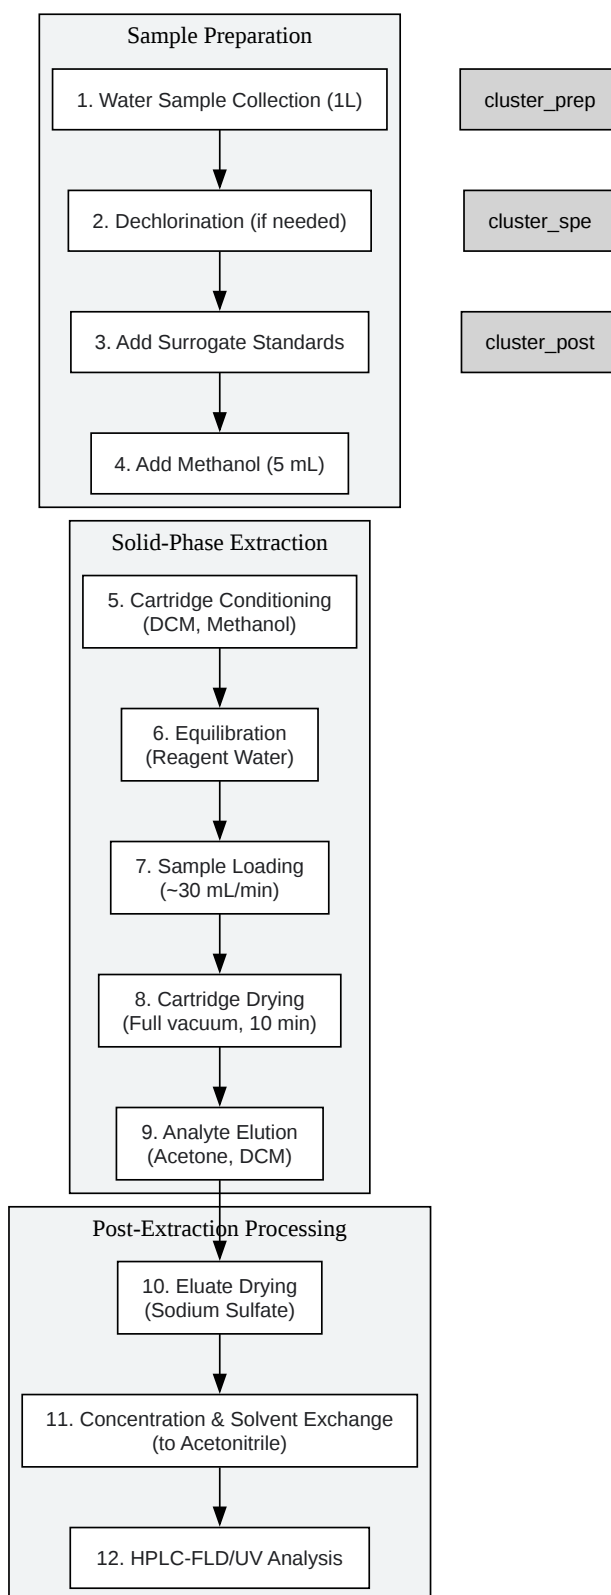 Sample Preparation
1. Water Sample Collection (1L)
cluster_prep
2. Dechlorination (if needed)
cluster_spe
3. Add Surrogate Standards
cluster_post
4. Add Methanol (5 mL)
Solid-Phase Extraction
5. Cartridge Conditioning
(DCM, Methanol)
6. Equilibration
(Reagent Water)
7. Sample Loading
(~30 mL/min)
8. Cartridge Drying
(Full vacuum, 10 min)
9. Analyte Elution
(Acetone, DCM)
Post-Extraction Processing
10. Eluate Drying
(Sodium Sulfate)
11. Concentration & Solvent Exchange
(to Acetonitrile)
12. HPLC-FLD/UV Analysis